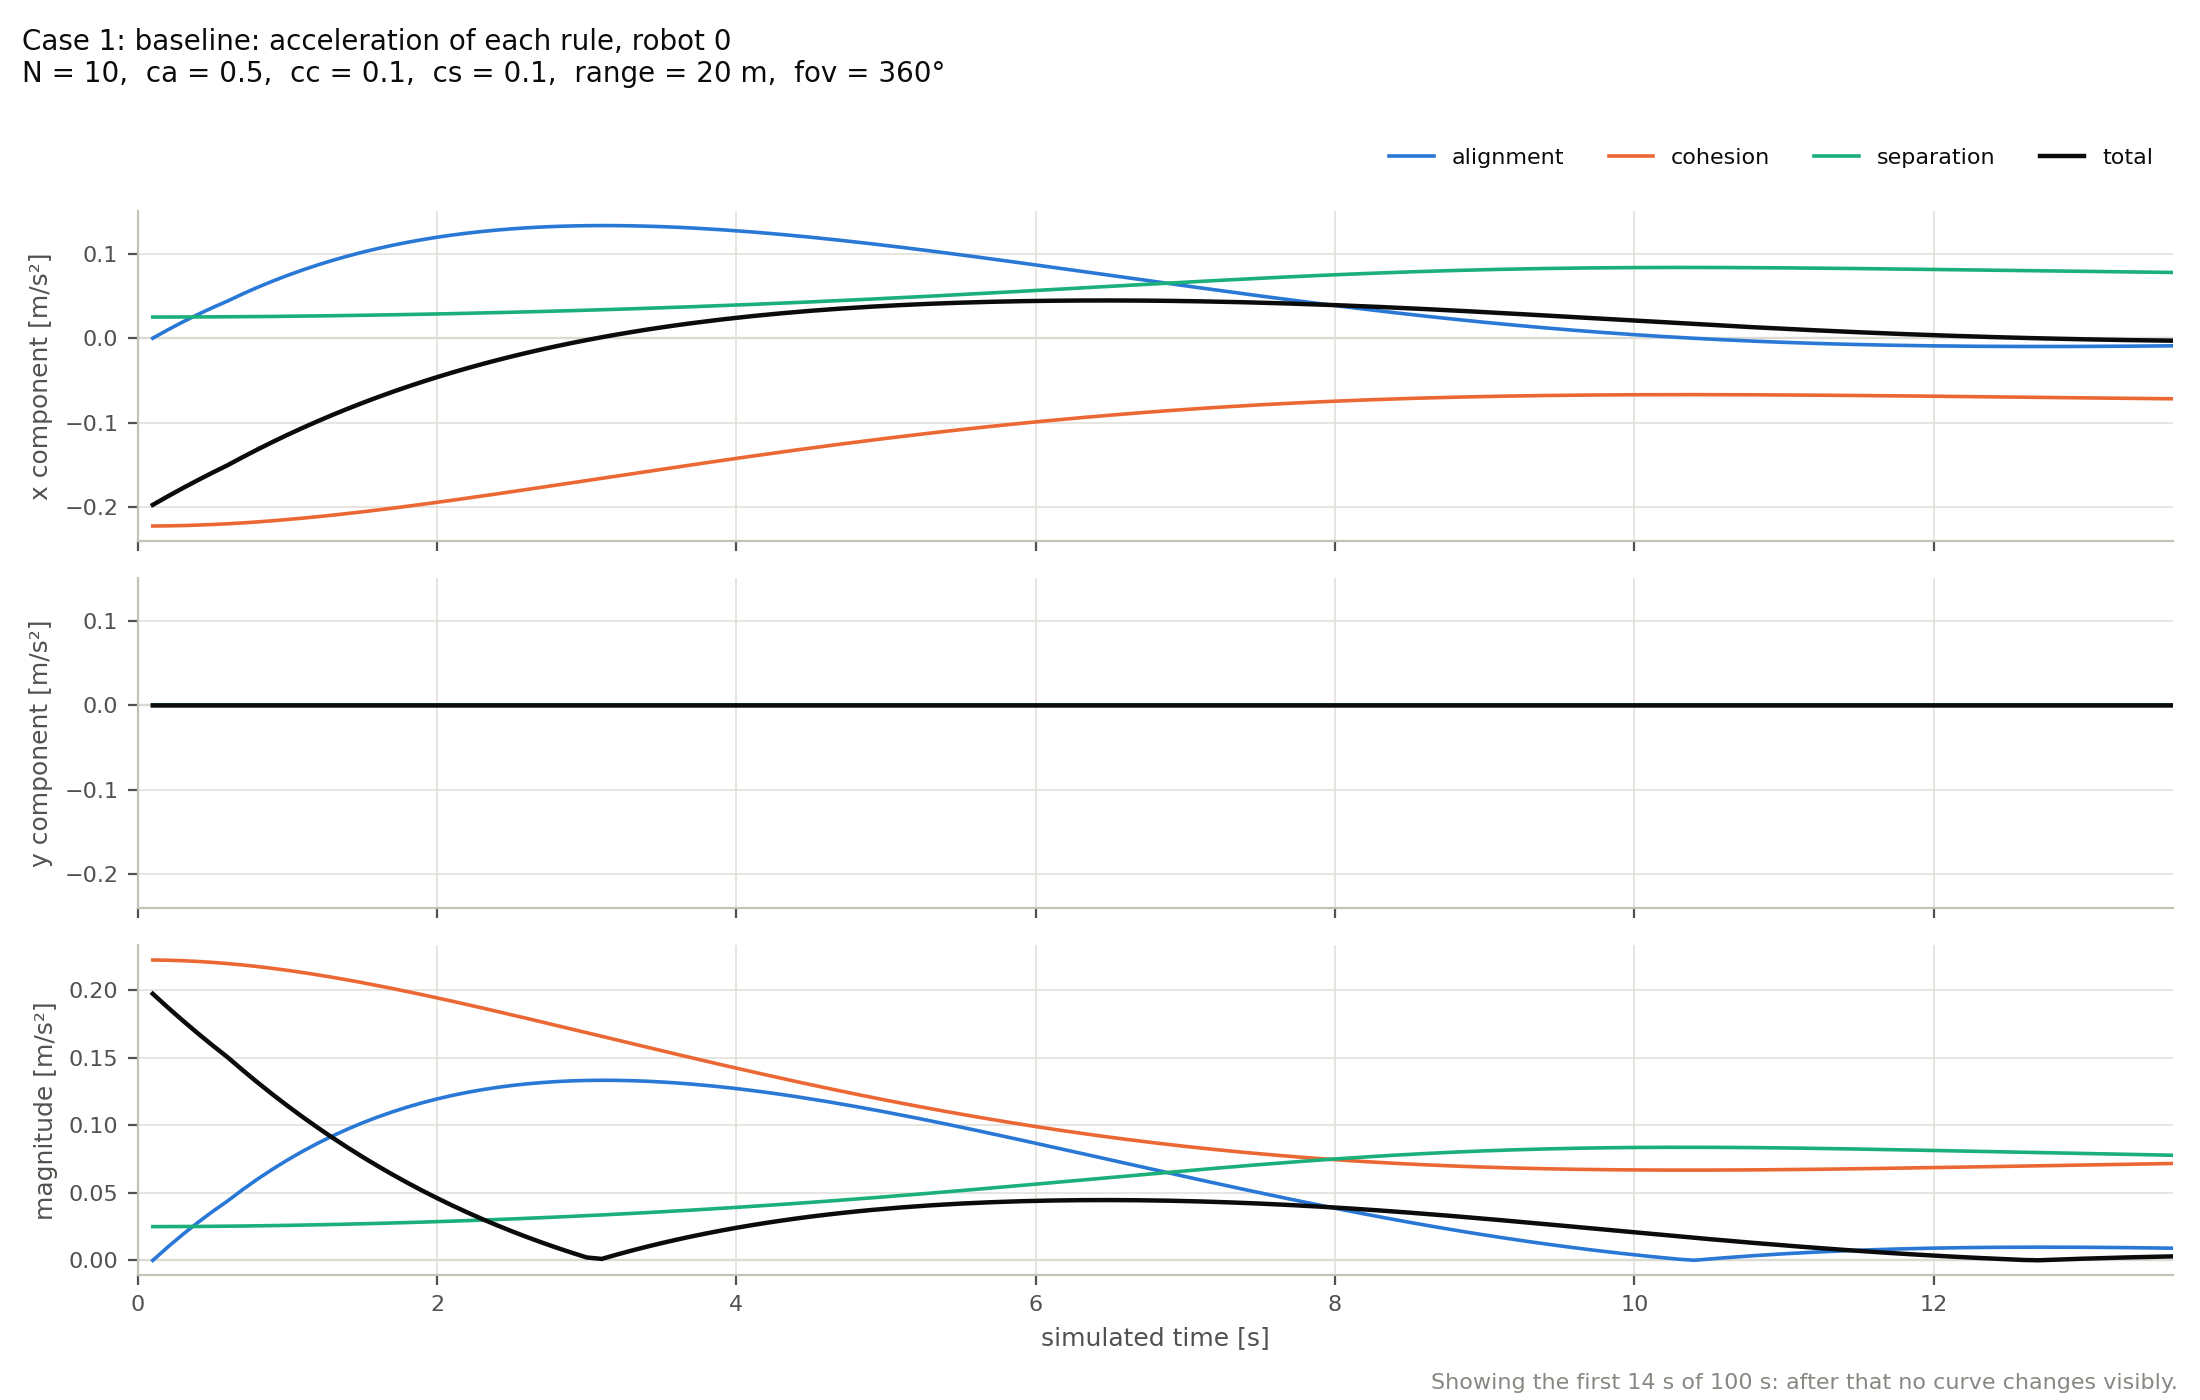 Case 1: baseline: acceleration of each rule, robot 0
N = 10,  ca = 0.5,  cc = 0.1,  cs = 0.1,  range = 20 m,  fov = 360°
alignment
cohesion
separation
total
x component [m/s²]
0.1
0.0
−0.1
−0.2
y component [m/s²]
0.1
0.0
−0.1
−0.2
magnitude [m/s²]
0.20
0.15
0.10
0.05
0.00
0 2 4 6 8 10 12
simulated time [s]
Showing the first 14 s of 100 s: after that no curve changes visibly.